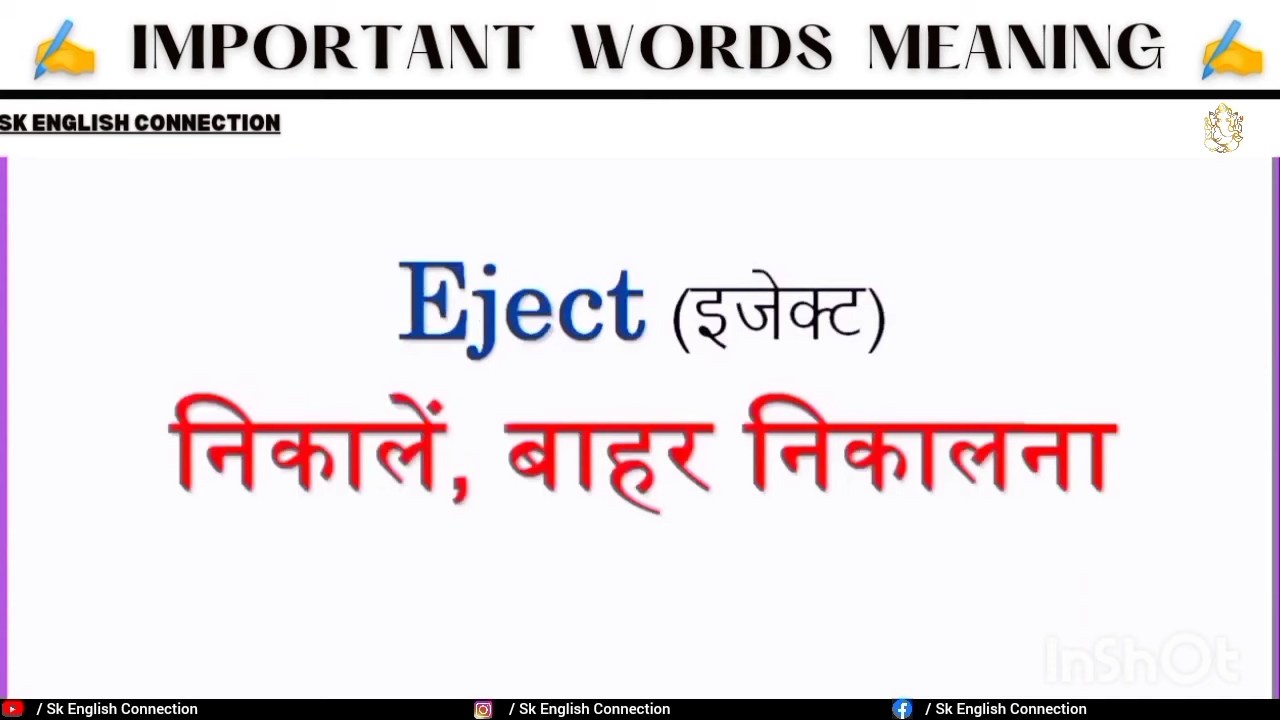 ✍️ IMPORTANT WORDS MEANING ✍️
SK ENGLISH CONNECTION
Eject (इजेक्ट)
निकालें, बाहर निकालना
InShOt
/ Sk English Connection / Sk English Connection / Sk English Connection